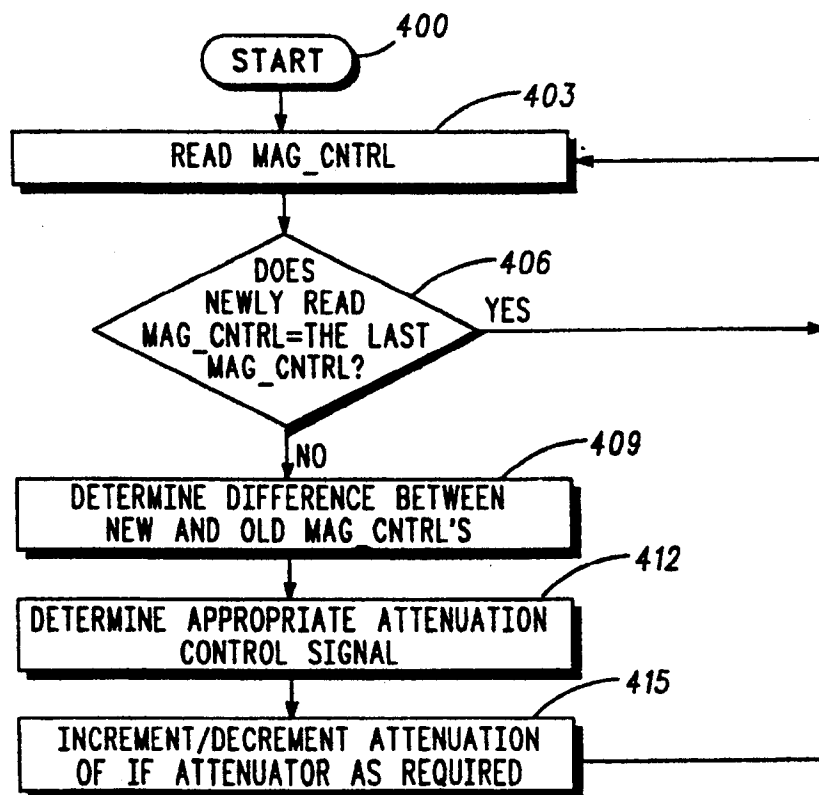 400
START
403
READ MAG_CNTRL
406
DOES
NEWLY READ
MAG_CNTRL=THE LAST
MAG_CNTRL?
YES
NO
409
DETERMINE DIFFERENCE BETWEEN
NEW AND OLD MAG_CNTRL'S
412
DETERMINE APPROPRIATE ATTENUATION
CONTROL SIGNAL
415
INCREMENT/DECREMENT ATTENUATION
OF IF ATTENUATOR AS REQUIRED